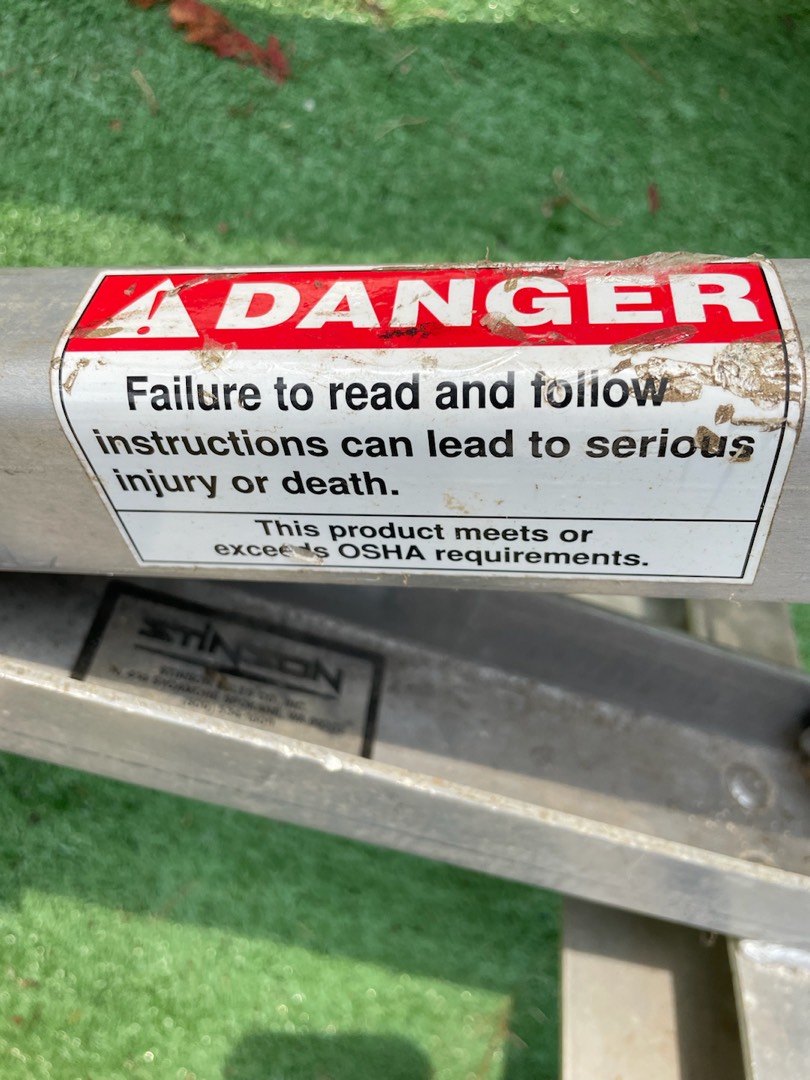 DANGER
Failure to read and follow
instructions can lead to serious
injury or death.
This product meets or
exceeds OSHA requirements.
STINSON